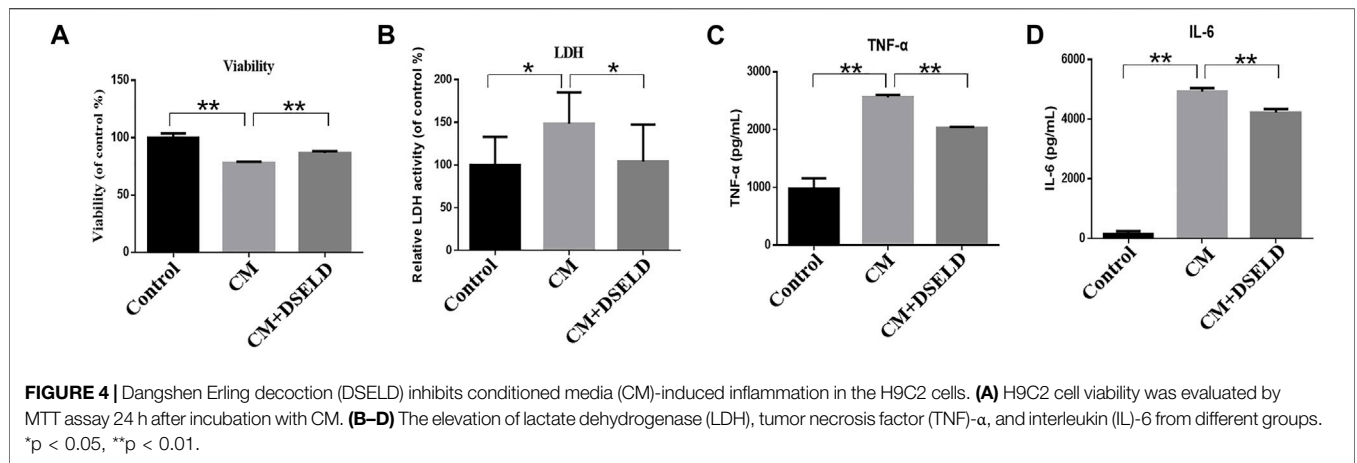 A
Viability
Viability (of control %)
150
100
50
0
**
**
Control
CM
CM+DSELD
B
LDH
Relative LDH activity (of control %)
200
150
100
50
0
*
*
Control
CM
CM+DSELD
C
TNF-α
TNF-α (pg/mL)
3000
2000
1000
0
**
**
Control
CM
CM+DSELD
D
IL-6
IL-6 (pg/mL)
6000
4000
2000
0
**
**
Control
CM
CM+DSELD
FIGURE 4 | Dangshen Erling decoction (DSELD) inhibits conditioned media (CM)-induced inflammation in the H9C2 cells. (A) H9C2 cell viability was evaluated by
MTT assay 24 h after incubation with CM. (B–D) The elevation of lactate dehydrogenase (LDH), tumor necrosis factor (TNF)-α, and interleukin (IL)-6 from different groups.
*p < 0.05, **p < 0.01.